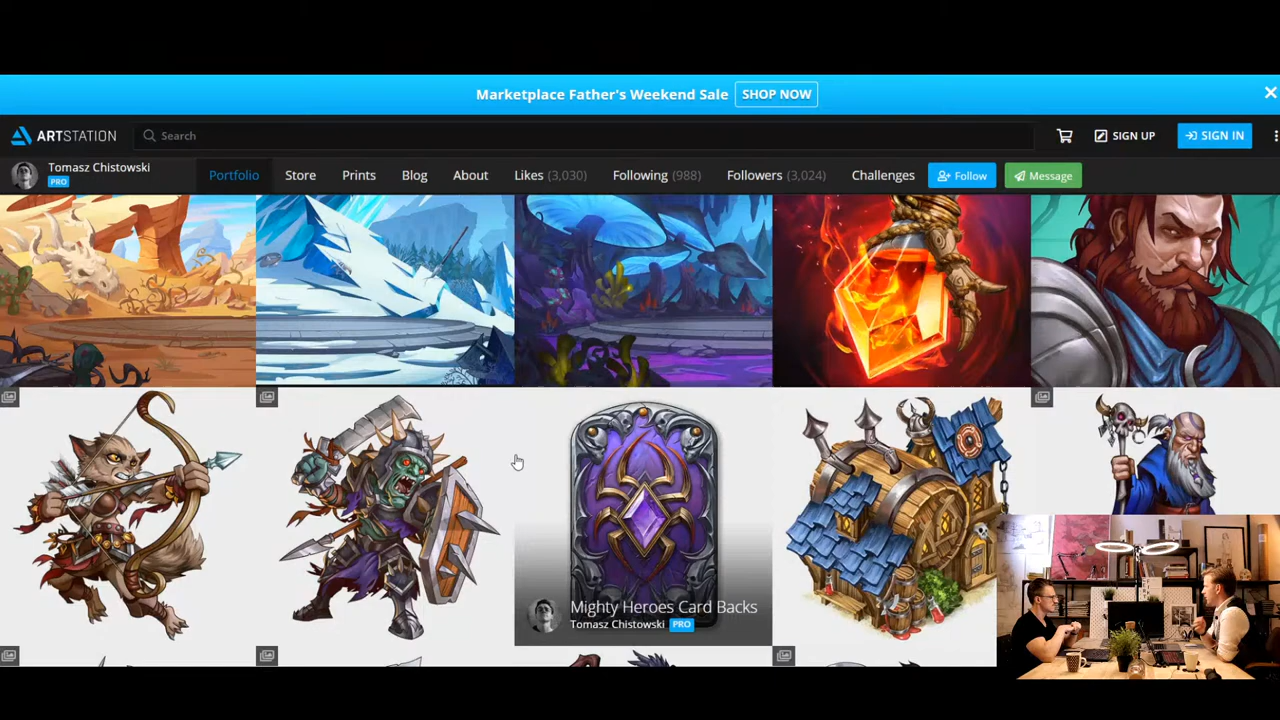 Marketplace Father's Weekend Sale SHOP NOW
ARTSTATION Search SIGN UP SIGN IN
Tomasz Chistowski
PRO
Portfolio Store Prints Blog About Likes (3,030) Following (988) Followers (3,024) Challenges Follow Message
Mighty Heroes Card Backs
Tomasz Chistowski PRO